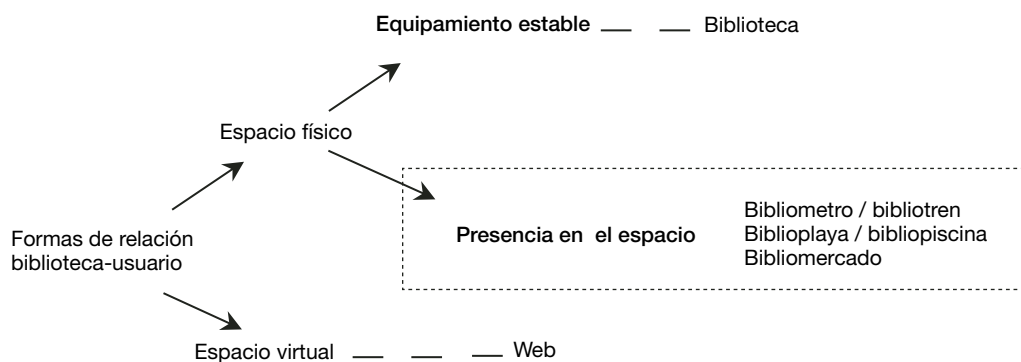 Equipamiento estable — — Biblioteca
Espacio físico
Formas de relación
biblioteca-usuario
Presencia en el espacio
Bibliometro / bibliotren
Biblioplaya / bibliopiscina
Bibliomercado
Espacio virtual — — — Web